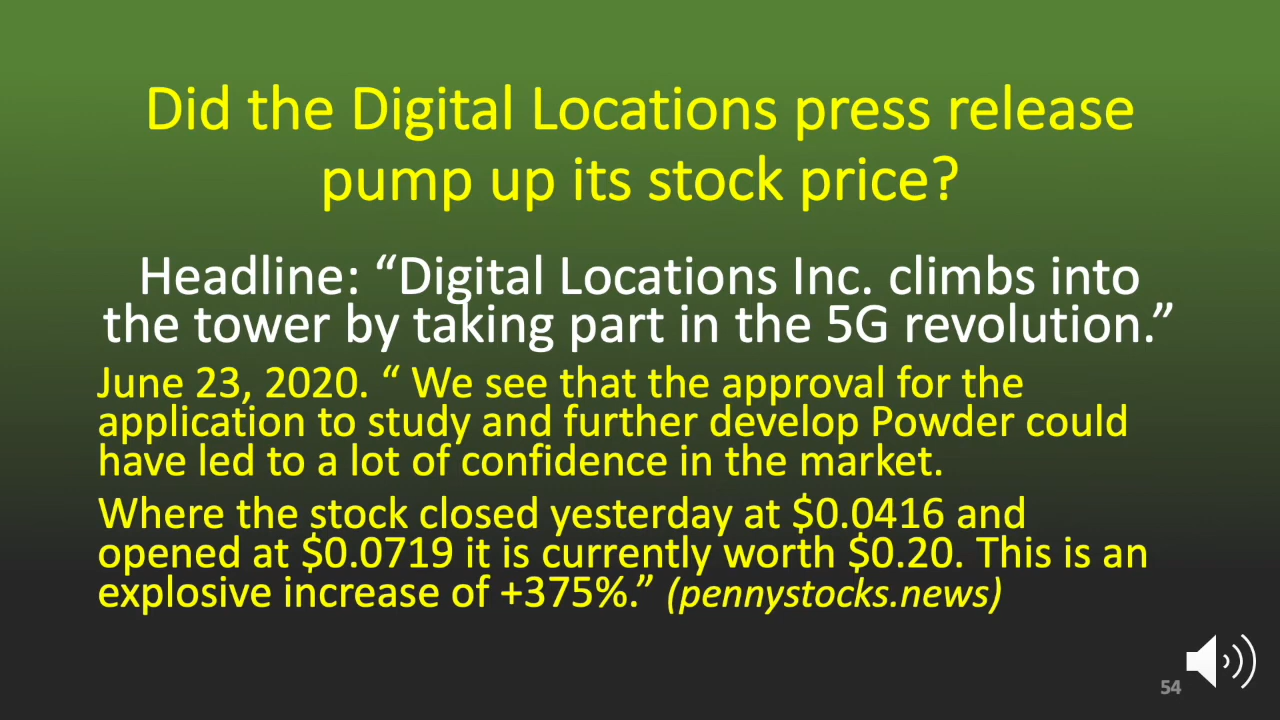 Did the Digital Locations press release
pump up its stock price?
Headline: “Digital Locations Inc. climbs into
the tower by taking part in the 5G revolution.”
June 23, 2020. “ We see that the approval for the
application to study and further develop Powder could
have led to a lot of confidence in the market.
Where the stock closed yesterday at $0.0416 and
opened at $0.0719 it is currently worth $0.20. This is an
explosive increase of +375%.” (pennystocks.news)
54